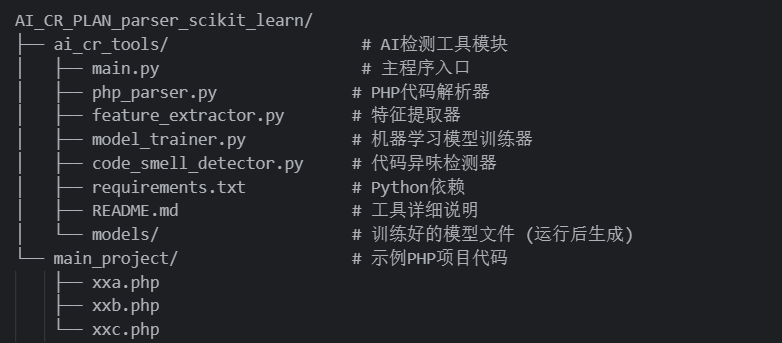 AI_CR_PLAN_parser_scikit_learn/
├── ai_cr_tools/                    # AI检测工具模块
│   ├── main.py                     # 主程序入口
│   ├── php_parser.py              # PHP代码解析器
│   ├── feature_extractor.py       # 特征提取器
│   ├── model_trainer.py           # 机器学习模型训练器
│   ├── code_smell_detector.py     # 代码异味检测器
│   ├── requirements.txt           # Python依赖
│   ├── README.md                  # 工具详细说明
│   └── models/                    # 训练好的模型文件 (运行后生成)
└── main_project/                  # 示例PHP项目代码
    ├── xxa.php
    ├── xxb.php
    └── xxc.php